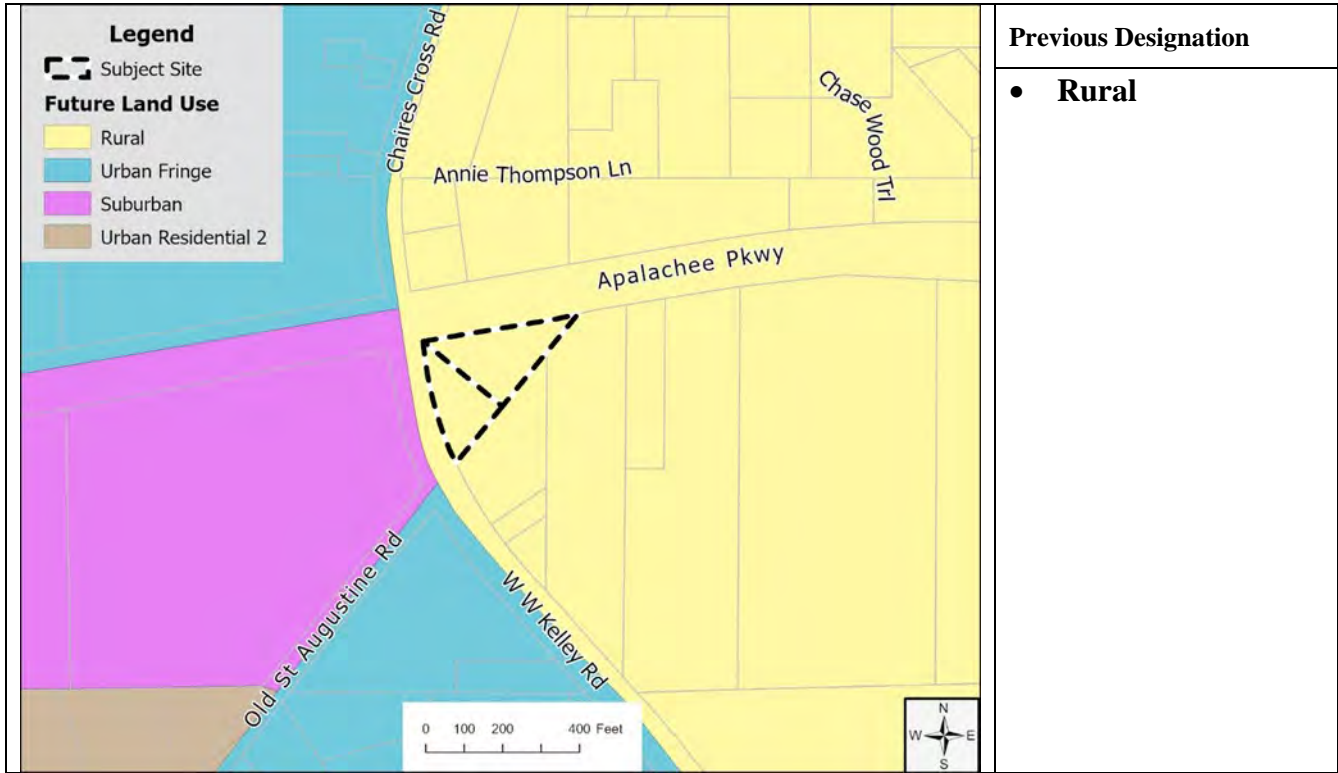 Legend
Subject Site
Future Land Use
Rural
Urban Fringe
Suburban
Urban Residential 2
Chaires Cross Rd
Chase Wood Trl
Annie Thompson Ln
Apalachee Pkwy
Old St Augustine Rd
W W Kelley Rd
0 100 200 400 Feet
N
W E
S
Previous Designation
• Rural